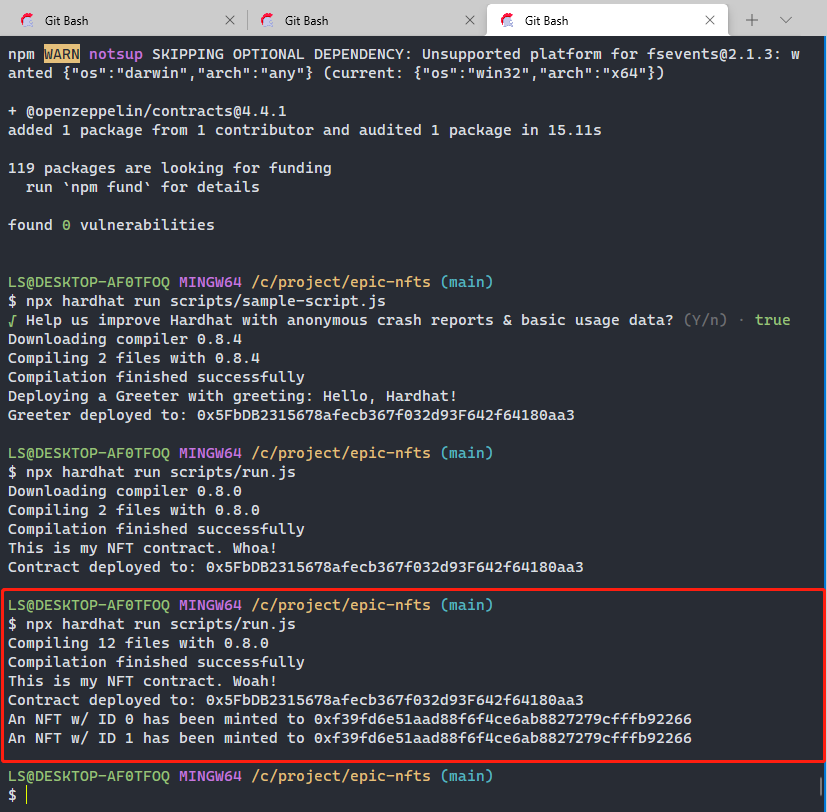 Git Bash
Git Bash
Git Bash
npm WARN notsup SKIPPING OPTIONAL DEPENDENCY: Unsupported platform for fsevents@2.1.3: w
anted {"os":"darwin","arch":"any"} (current: {"os":"win32","arch":"x64"})
+ @openzeppelin/contracts@4.4.1
added 1 package from 1 contributor and audited 1 package in 15.11s
119 packages are looking for funding
run `npm fund` for details
found 0 vulnerabilities
LS@DESKTOP-AF0TFOQ MINGW64 /c/project/epic-nfts (main)
$ npx hardhat run scripts/sample-script.js
√ Help us improve Hardhat with anonymous crash reports & basic usage data? (Y/n) · true
Downloading compiler 0.8.4
Compiling 2 files with 0.8.4
Compilation finished successfully
Deploying a Greeter with greeting: Hello, Hardhat!
Greeter deployed to: 0x5FbDB2315678afecb367f032d93F642f64180aa3
LS@DESKTOP-AF0TFOQ MINGW64 /c/project/epic-nfts (main)
$ npx hardhat run scripts/run.js
Downloading compiler 0.8.0
Compiling 2 files with 0.8.0
Compilation finished successfully
This is my NFT contract. Whoa!
Contract deployed to: 0x5FbDB2315678afecb367f032d93F642f64180aa3
LS@DESKTOP-AF0TFOQ MINGW64 /c/project/epic-nfts (main)
$ npx hardhat run scripts/run.js
Compiling 12 files with 0.8.0
Compilation finished successfully
This is my NFT contract. Woah!
Contract deployed to: 0x5FbDB2315678afecb367f032d93F642f64180aa3
An NFT w/ ID 0 has been minted to 0xf39fd6e51aad88f6f4ce6ab8827279cfffb92266
An NFT w/ ID 1 has been minted to 0xf39fd6e51aad88f6f4ce6ab8827279cfffb92266
LS@DESKTOP-AF0TFOQ MINGW64 /c/project/epic-nfts (main)
$